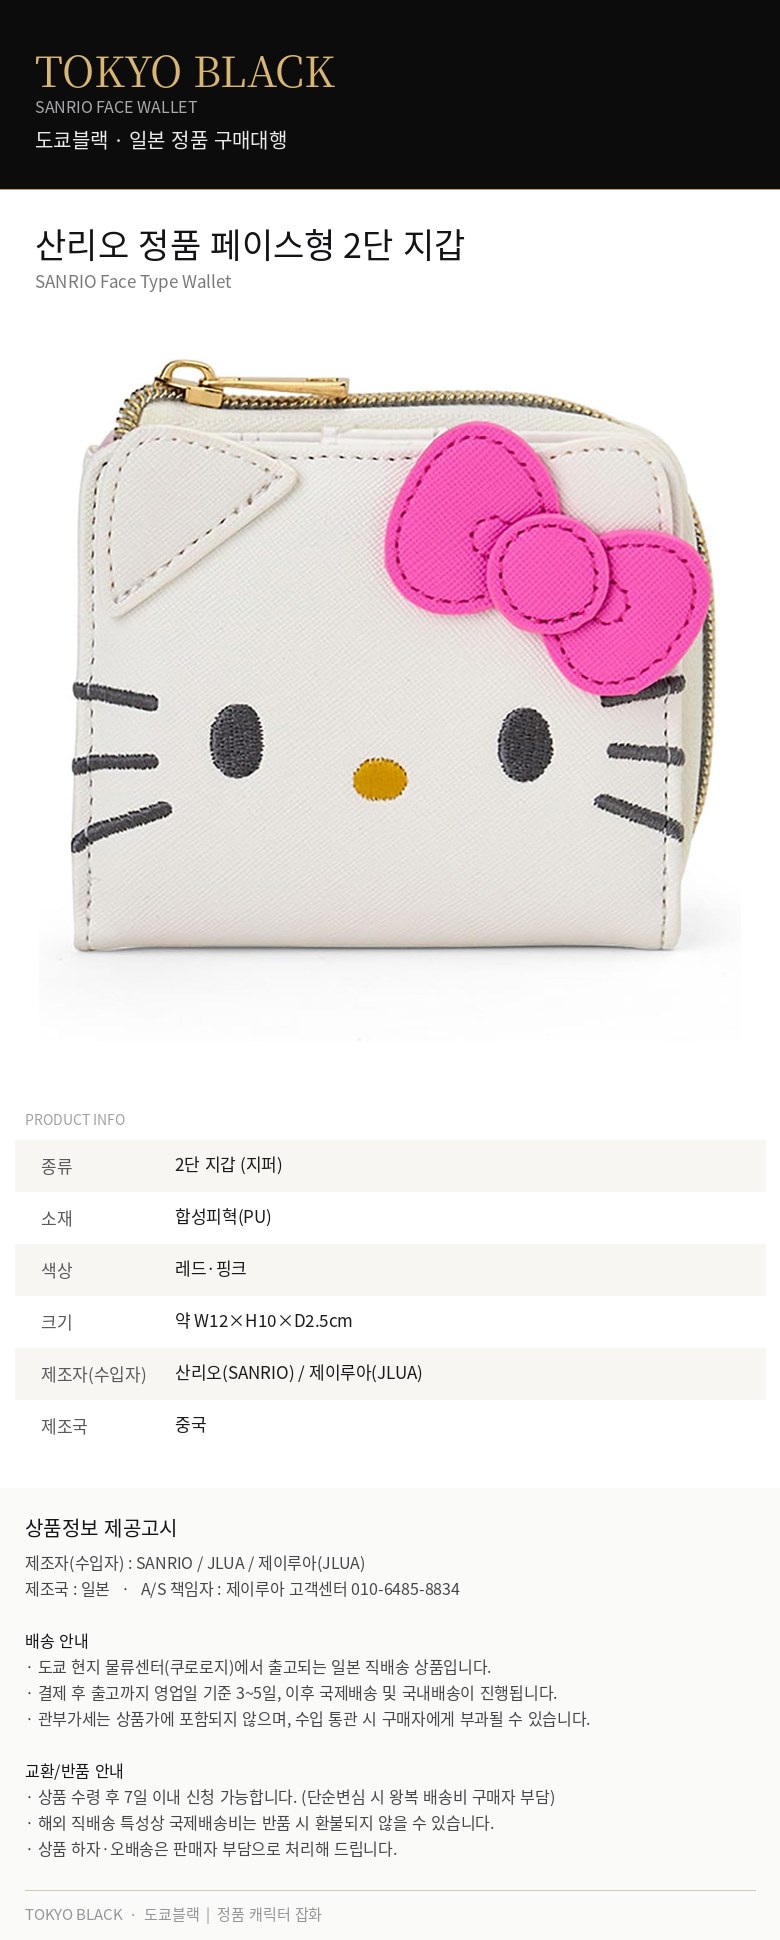 TOKYO BLACK
SANRIO FACE WALLET
도쿄블랙 · 일본 정품 구매대행
산리오 정품 페이스형 2단 지갑
SANRIO Face Type Wallet
PRODUCT INFO
종류 2단 지갑 (지퍼)
소재 합성피혁(PU)
색상 레드·핑크
크기 약 W12×H10×D2.5cm
제조자(수입자) 산리오(SANRIO) / 제이루아(JLUA)
제조국 중국
상품정보 제공고시
제조자(수입자) : SANRIO / JLUA / 제이루아(JLUA)
제조국 : 일본 · A/S 책임자 : 제이루아 고객센터 010-6485-8834
배송 안내
· 도쿄 현지 물류센터(쿠로로지)에서 출고되는 일본 직배송 상품입니다.
· 결제 후 출고까지 영업일 기준 3~5일, 이후 국제배송 및 국내배송이 진행됩니다.
· 관부가세는 상품가에 포함되지 않으며, 수입 통관 시 구매자에게 부과될 수 있습니다.
교환/반품 안내
· 상품 수령 후 7일 이내 신청 가능합니다. (단순변심 시 왕복 배송비 구매자 부담)
· 해외 직배송 특성상 국제배송비는 반품 시 환불되지 않을 수 있습니다.
· 상품 하자·오배송은 판매자 부담으로 처리해 드립니다.
TOKYO BLACK · 도쿄블랙 | 정품 캐릭터 잡화